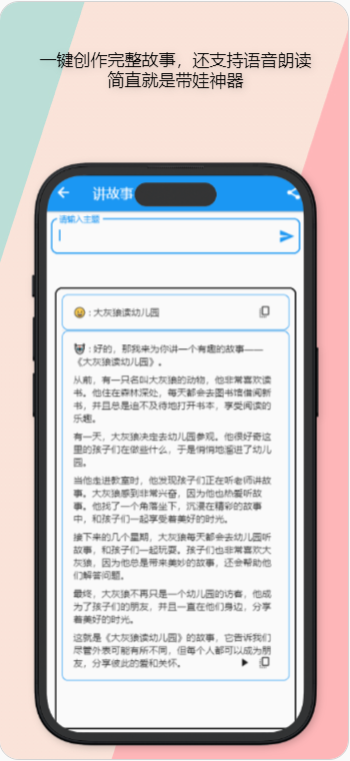 一键创作完整故事，还支持语音朗读
简直就是带娃神器
讲故事
请输入主题
：大灰狼读幼儿园
：好的，那我来为你讲一个有趣的故事——
《大灰狼读幼儿园》。
从前，有一只名叫大灰狼的动物，他非常喜欢读
书。他住在森林深处，每天都会去图书馆借阅新
书，并且总是迫不及待地打开书本，享受阅读的
乐趣。
有一天，大灰狼决定去幼儿园参观。他很好奇这
里的孩子们在做些什么，于是悄悄地溜进了幼儿
园。
当他走进教室时，他发现孩子们正在听老师讲故
事。大灰狼感到非常兴奋，因为他也热爱听故
事。他找了一个角落坐下，沉浸在精彩的故事
中，和孩子们一起享受着美好的时光。
接下来的几个星期，大灰狼每天都会去幼儿园听
故事，和孩子们一起玩耍。孩子们也非常喜欢大
灰狼，因为他总是带来美妙的故事，还会帮助他
们解答问题。
最终，大灰狼不再只是一个幼儿园的访客，他成
为了孩子们的朋友，并且一直在他们身边，分享
着美好的时光。
这就是《大灰狼读幼儿园》的故事，它告诉我们
尽管外表可能有所不同，但每个人都可以成为朋
友，分享彼此的爱和关怀。